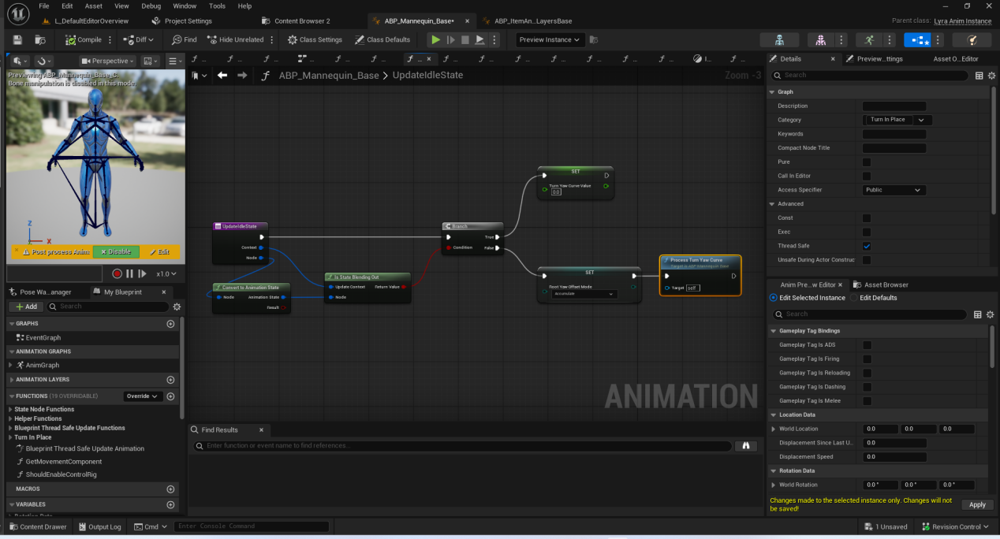 File Edit Asset View Debug Window Tools Help
L_DefaultEditorOverview Project Settings Content Browser 2 ABP_Mannequin_Base* ABP_ItemAn...LayersBase
Parent class: Lyra Anim Instance
Compile Diff Find Hide Unrelated Class Settings Class Defaults Preview Instance
Perspective
Previewing ABP_Mannequin_Base_C.
Bone manipulation is disabled in this mode.
Z
X
Post process Anim: Disable Edit
x1.0
Pose Wa...anager My Blueprint
Add Search
GRAPHS
EventGraph
ANIMATION GRAPHS
AnimGraph
ANIMATION LAYERS
FUNCTIONS (19 OVERRIDABLE) Override
State Node Functions
Helper Functions
Blueprint Thread Safe Update Functions
Turn In Place
Blueprint Thread Safe Update Animation
GetMovementComponent
ShouldEnableControlRig
MACROS
VARIABLES
Rotation Data
ABP_Mannequin_Base > UpdateIdleState
Zoom -3
SET
Turn Yaw Curve Value
0.0
UpdateIdleState
Context
Node
Branch
True
Condition False
Convert to Animation State
Node Animation State
Result
Is State Blending Out
Update Context Return Value
Node
SET
Root Yaw Offset Mode
Accumulate
Process Turn Yaw Curve
Target is ABP Mannequin Base
Target self
ANIMATION
Find Results
Enter function or event name to find references...
Details Preview...ttings Asset O...Editor
Search
Graph
Description
Category Turn In Place
Keywords
Compact Node Title
Pure
Call In Editor
Access Specifier Public
Advanced
Const
Exec
Thread Safe
Unsafe During Actor Construc
Anim Pre...w Editor Asset Browser
Edit Selected Instance Edit Defaults
Search
Gameplay Tag Bindings
Gameplay Tag Is ADS
Gameplay Tag Is Firing
Gameplay Tag Is Reloading
Gameplay Tag Is Dashing
Gameplay Tag Is Melee
Location Data
World Location 0.0 0.0 0.0
Displacement Since Last U... 0.0
Displacement Speed 0.0
Rotation Data
World Rotation 0.0° 0.0° 0.0°
Changes made to the selected instance only. Changes will not
be saved!
Apply
Content Drawer Output Log Cmd Enter Console Command 1 Unsaved Revision Control